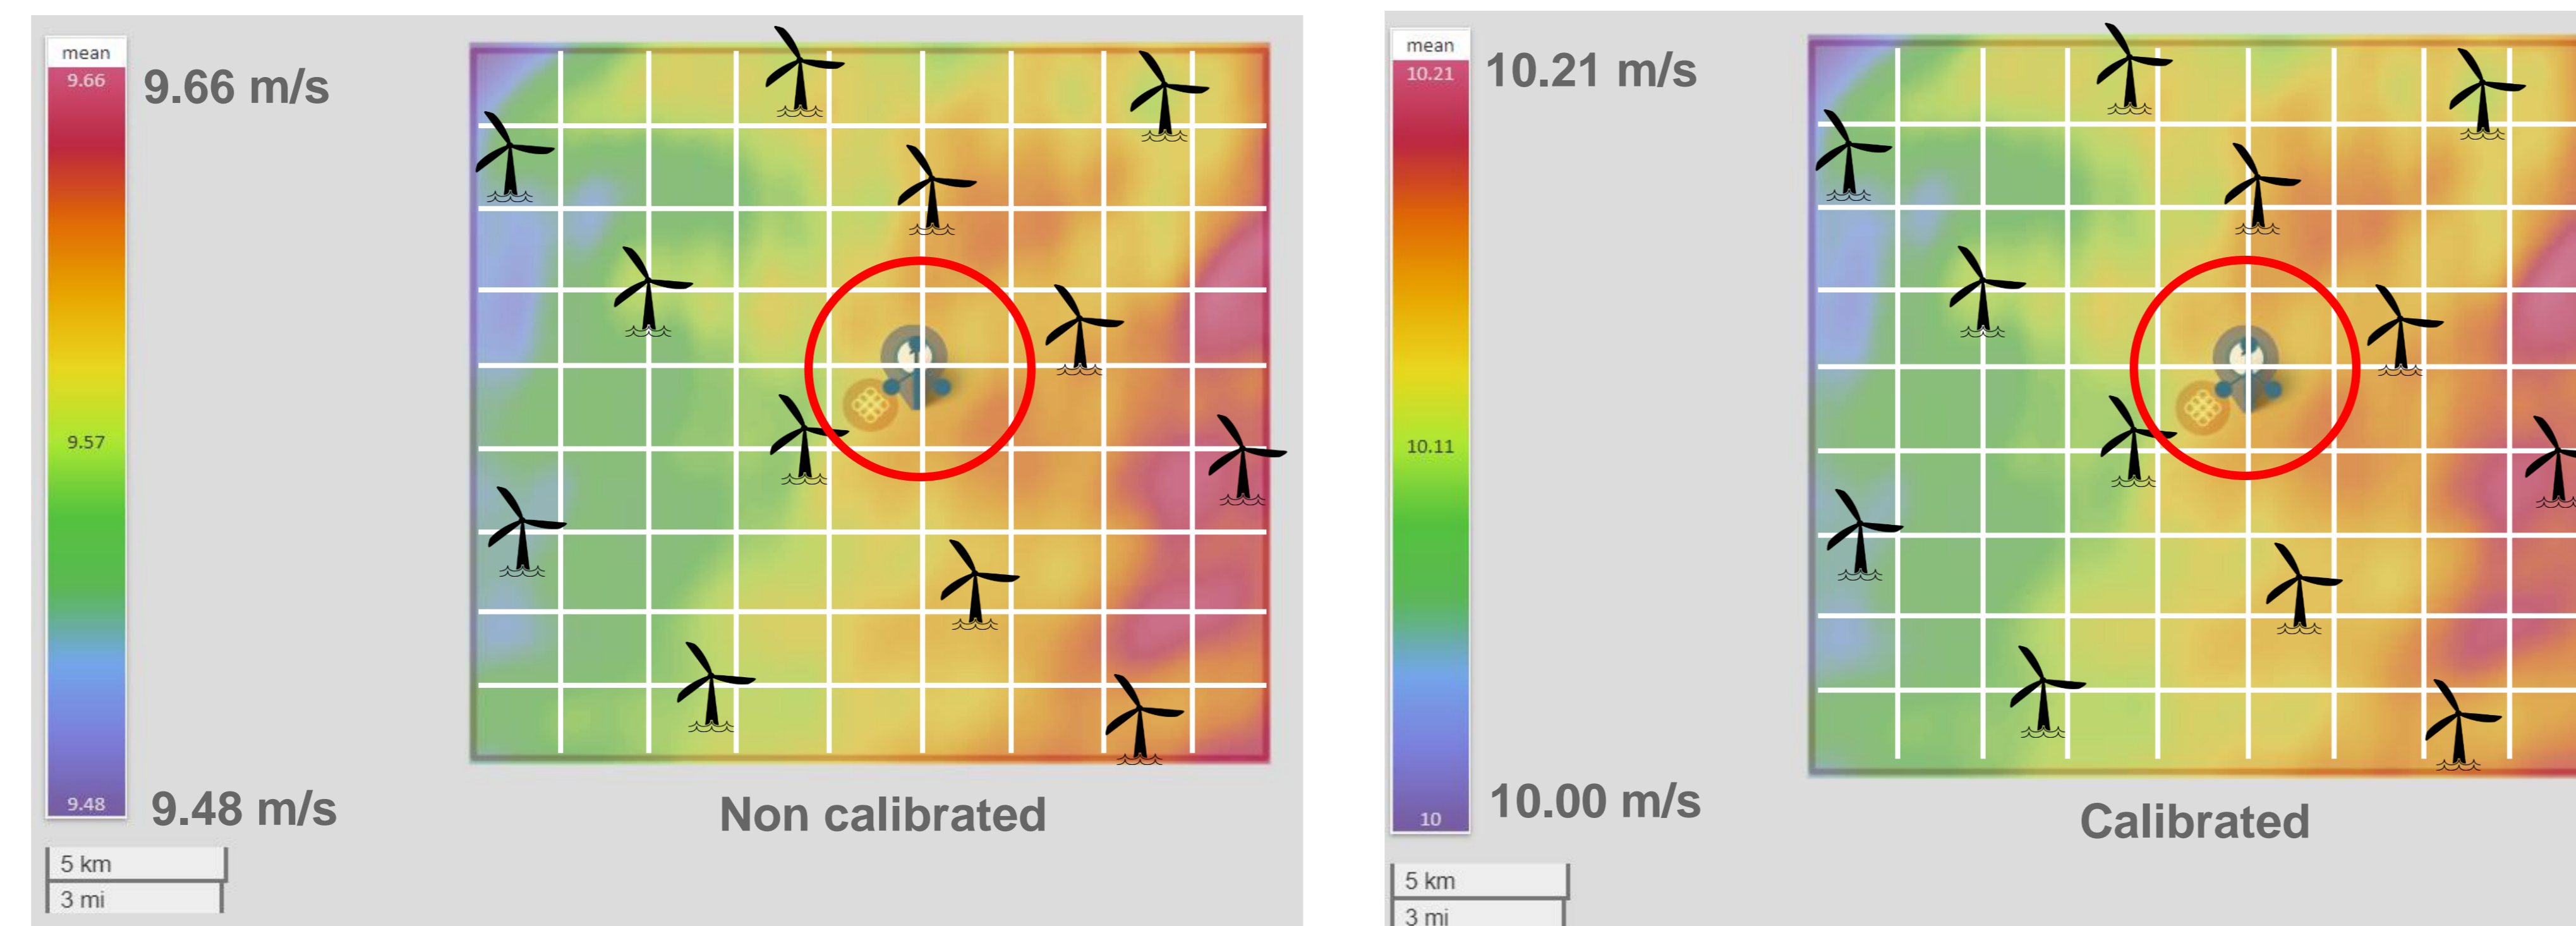 mean
9.66
9.66 m/s
9.57
9.48
9.48 m/s
Non calibrated
5 km
3 mi
mean
10.21
10.21 m/s
10.11
10
10.00 m/s
Calibrated
5 km
3 mi